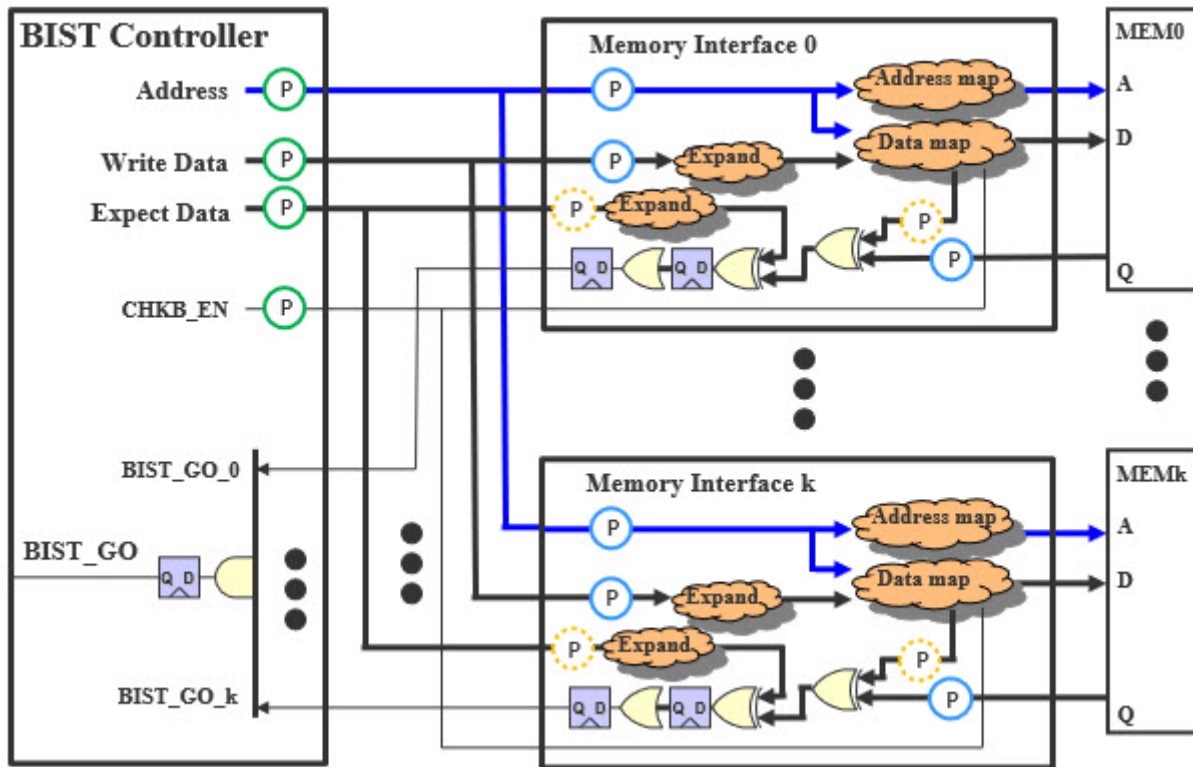 BIST Controller
Address
P
Write Data
P
Expect Data
P
CHKB_EN
P
BIST_GO_0
BIST_GO
Q D
BIST_GO_k
Memory Interface 0
P
Address map
P
Expand
Data map
P
Expand
P
Q D
Q D
P
MEM0
A
D
Q
Memory Interface k
P
Address map
P
Expand
Data map
P
Expand
P
Q D
Q D
P
MEMk
A
D
Q